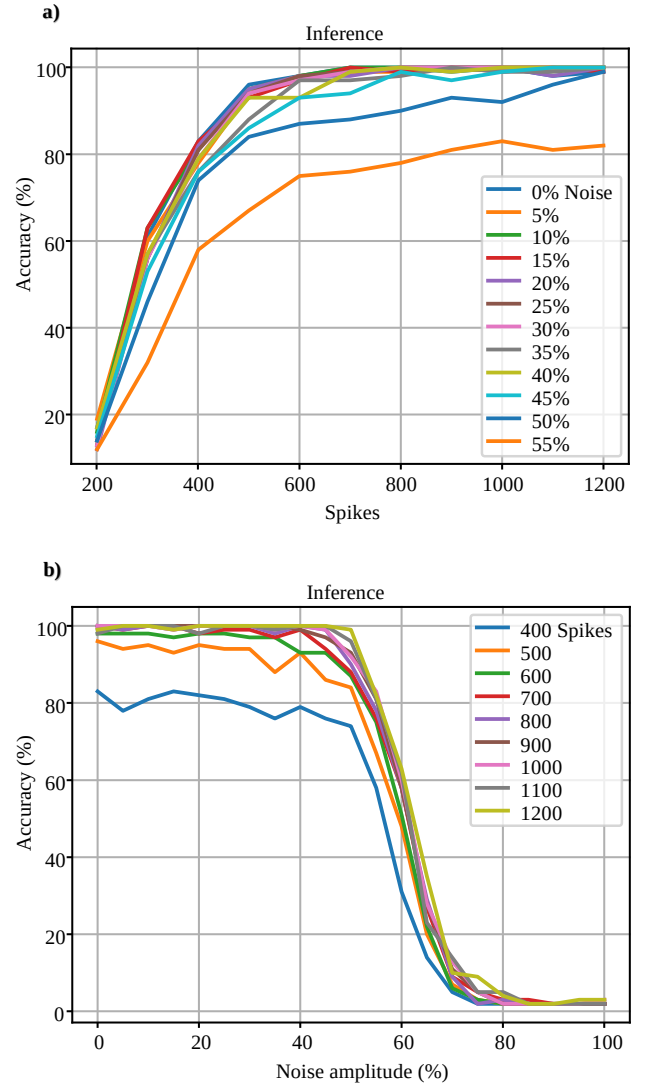 a)
Inference
100
80
60
40
20
Accuracy (%)
0% Noise
5%
10%
15%
20%
25%
30%
35%
40%
45%
50%
55%
200 400 600 800 1000 1200
Spikes
b)
Inference
100
80
60
40
20
0
Accuracy (%)
400 Spikes
500
600
700
800
900
1000
1100
1200
0 20 40 60 80 100
Noise amplitude (%)